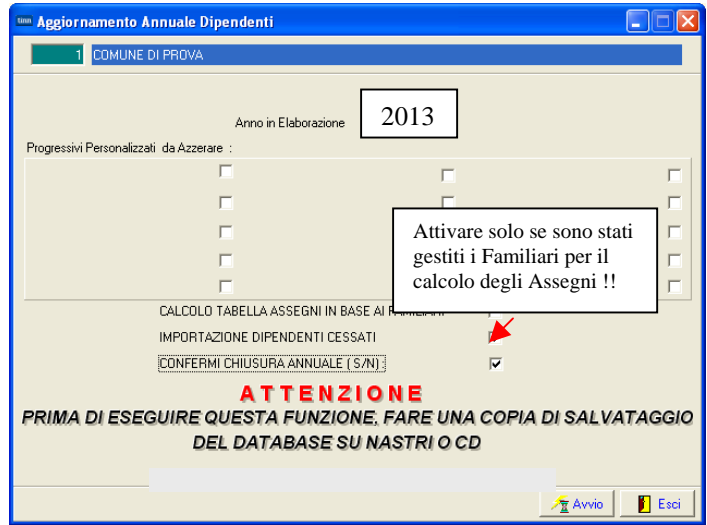 tinn Aggiornamento Annuale Dipendenti
1 COMUNE DI PROVA
Anno in Elaborazione 2013
Progressivi Personalizzati da Azzerare :
Attivare solo se sono stati
gestiti i Familiari per il
calcolo degli Assegni !!
CALCOLO TABELLA ASSEGNI IN BASE AI FAMILIARI
IMPORTAZIONE DIPENDENTI CESSATI
CONFERMI CHIUSURA ANNUALE ( S/N) :
ATTENZIONE
PRIMA DI ESEGUIRE QUESTA FUNZIONE, FARE UNA COPIA DI SALVATAGGIO
DEL DATABASE SU NASTRI O CD
Avvio Esci